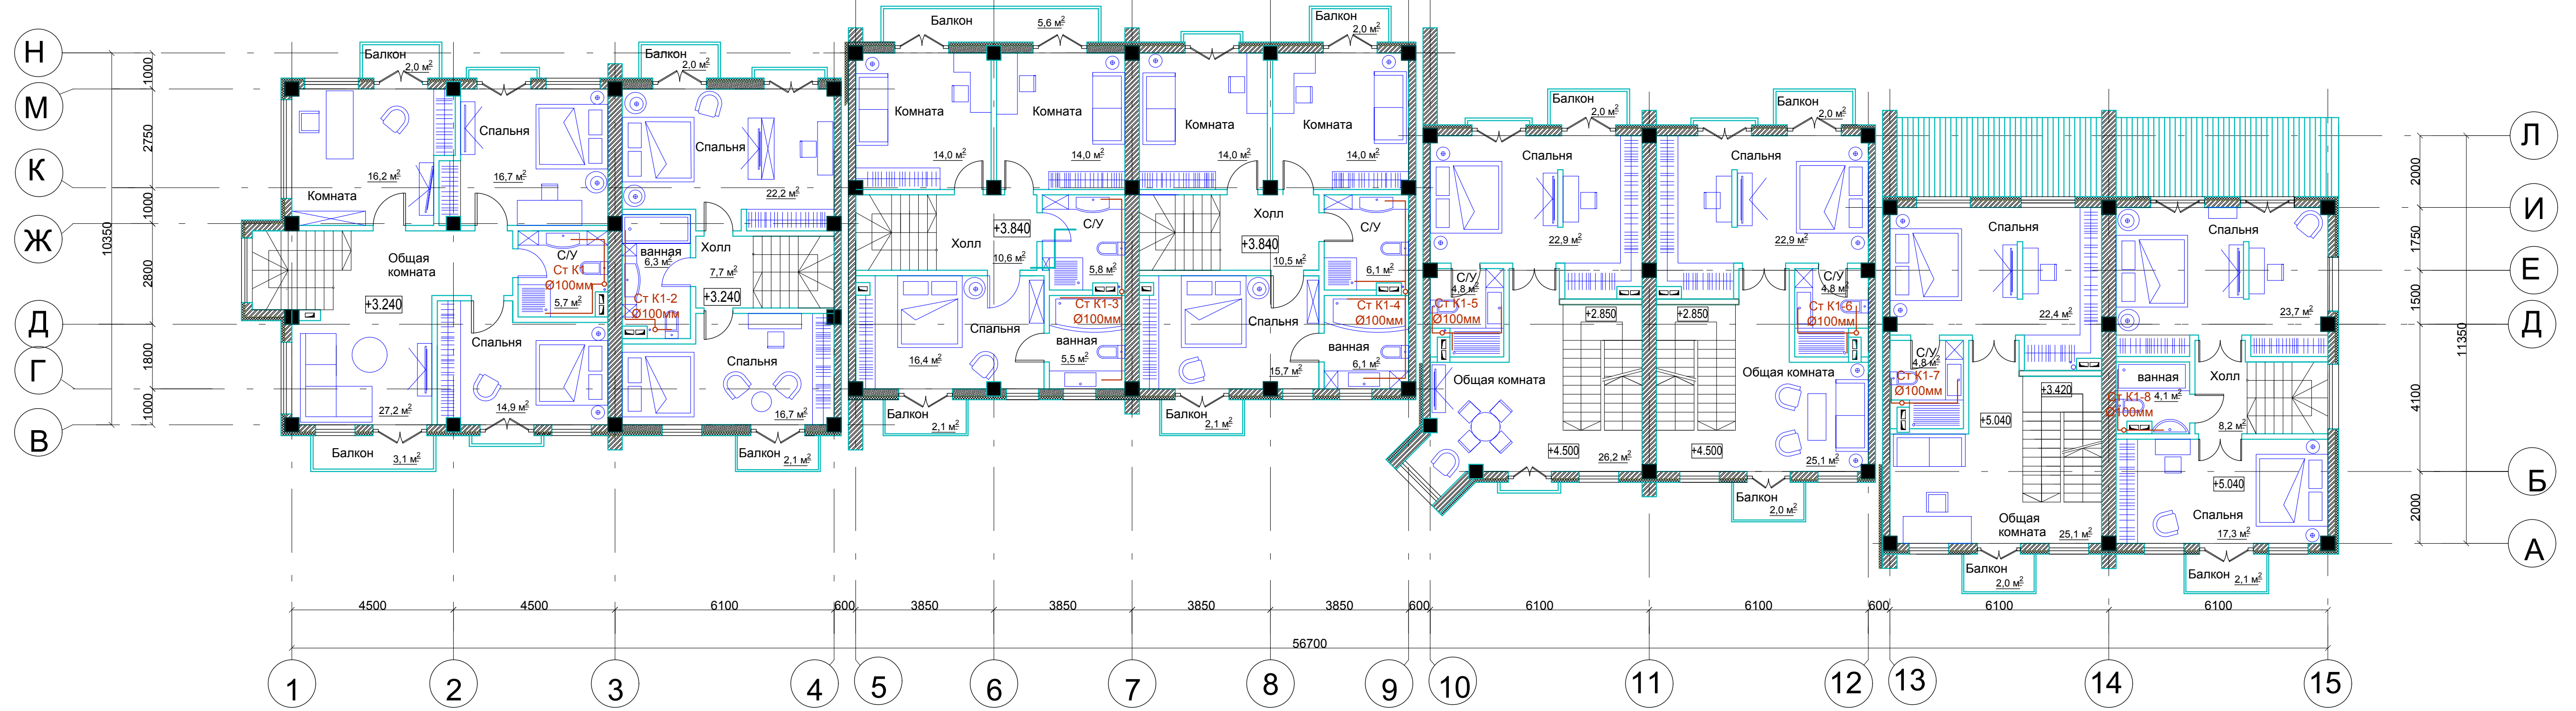 Н
М
К
Ж
Д
Г
В
1000
2750
1000
2800
1800
1000
10350
Балкон
2,0 м2
Комната
16,2 м2
Спальня
16,7 м2
Общая
комната
+3.240
27,2 м2
С/У
Ст К1
Ø100мм
5,7 м2
Спальня
14,9 м2
Балкон
3,1 м2
Балкон
2,0 м2
Спальня
22,2 м2
ванная
6,3 м2
Ст К1-2
Ø100мм
Холл
7,7 м2
+3.240
Спальня
16,7 м2
Балкон
2,1 м2
Балкон
5,6 м2
Комната
14,0 м2
Комната
14,0 м2
Холл
+3.840
10,6 м2
С/У
5,8 м2
Ст К1-3
Ø100мм
Спальня
16,4 м2
ванная
5,5 м2
Балкон
2,1 м2
Балкон
2,0 м2
Комната
14,0 м2
Комната
14,0 м2
Холл
+3.840
10,5 м2
С/У
6,1 м2
Ст К1-4
Ø100мм
Спальня
15,7 м2
ванная
6,1 м2
Балкон
2,1 м2
Балкон
2,0 м2
Спальня
22,9 м2
С/У
4,8 м2
Ст К1-5
Ø100мм
+2.850
Общая комната
+4.500
26,2 м2
Балкон
2,0 м2
Спальня
22,9 м2
С/У
4,8 м2
Ст К1-6
Ø100мм
+2.850
Общая комната
+4.500
25,1 м2
Балкон
2,0 м2
Спальня
22,4 м2
С/У
4,8 м2
Ст К1-7
Ø100мм
+3.420
+5.040
Общая
комната
25,1 м2
Балкон
2,0 м2
Спальня
23,7 м2
ванная
4,1 м2
Ст К1-8
Ø100мм
Холл
8,2 м2
+5.040
Спальня
17,3 м2
Балкон
2,1 м2
Л
И
Е
Д
Б
А
2000
1750
1500
4100
2000
11350
4500
4500
6100
600
3850
3850
3850
3850
600
6100
6100
600
6100
6100
56700
1
2
3
4
5
6
7
8
9
10
11
12
13
14
15